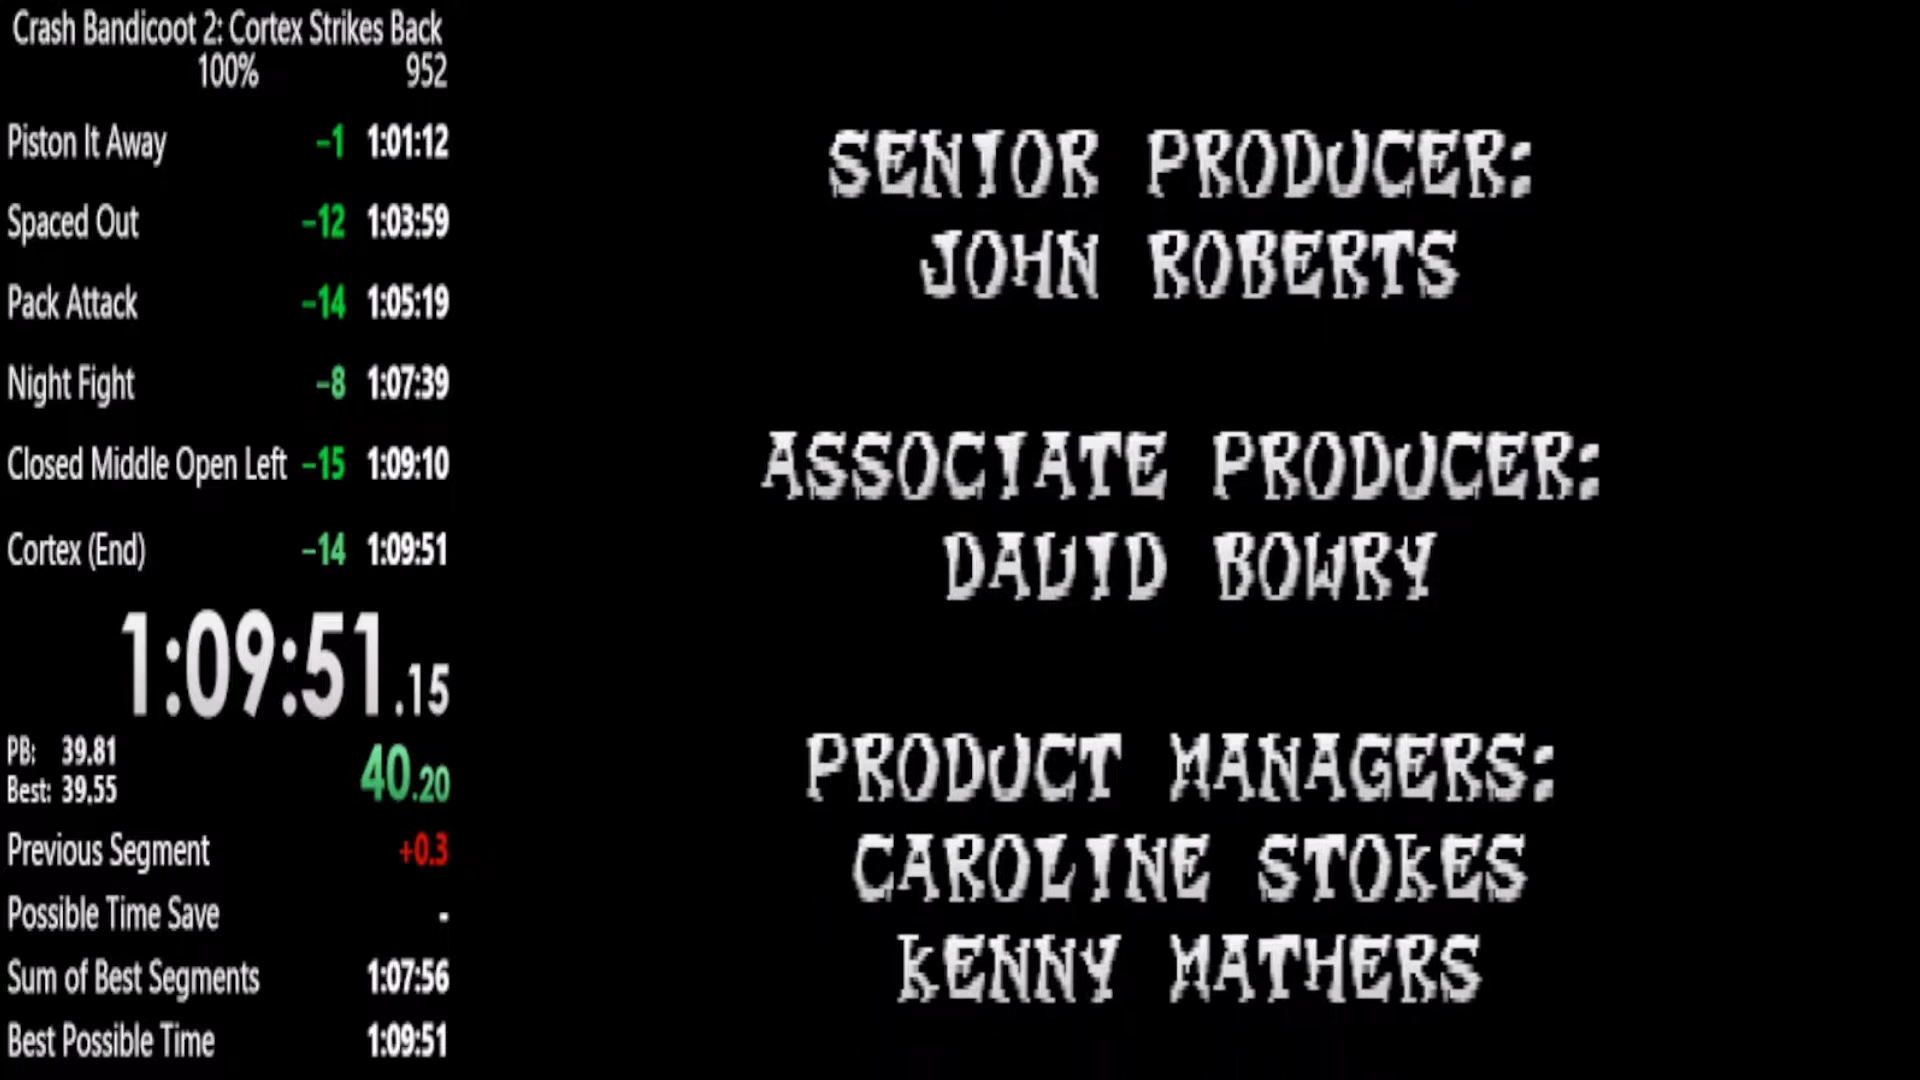 Crash Bandicoot 2: Cortex Strikes Back
100% 952
Piston It Away −1 1:01:12
Spaced Out −12 1:03:59
Pack Attack −14 1:05:19
Night Fight −8 1:07:39
Closed Middle Open Left −15 1:09:10
Cortex (End) −14 1:09:51
1:09:51.15
PB: 39.81
Best: 39.55
40.20
Previous Segment +0.3
Possible Time Save -
Sum of Best Segments 1:07:56
Best Possible Time 1:09:51
SENIOR PRODUCER:
JOHN ROBERTS
ASSOCIATE PRODUCER:
DAVID BOWRY
PRODUCT MANAGERS:
CAROLINE STOKES
KENNY MATHERS